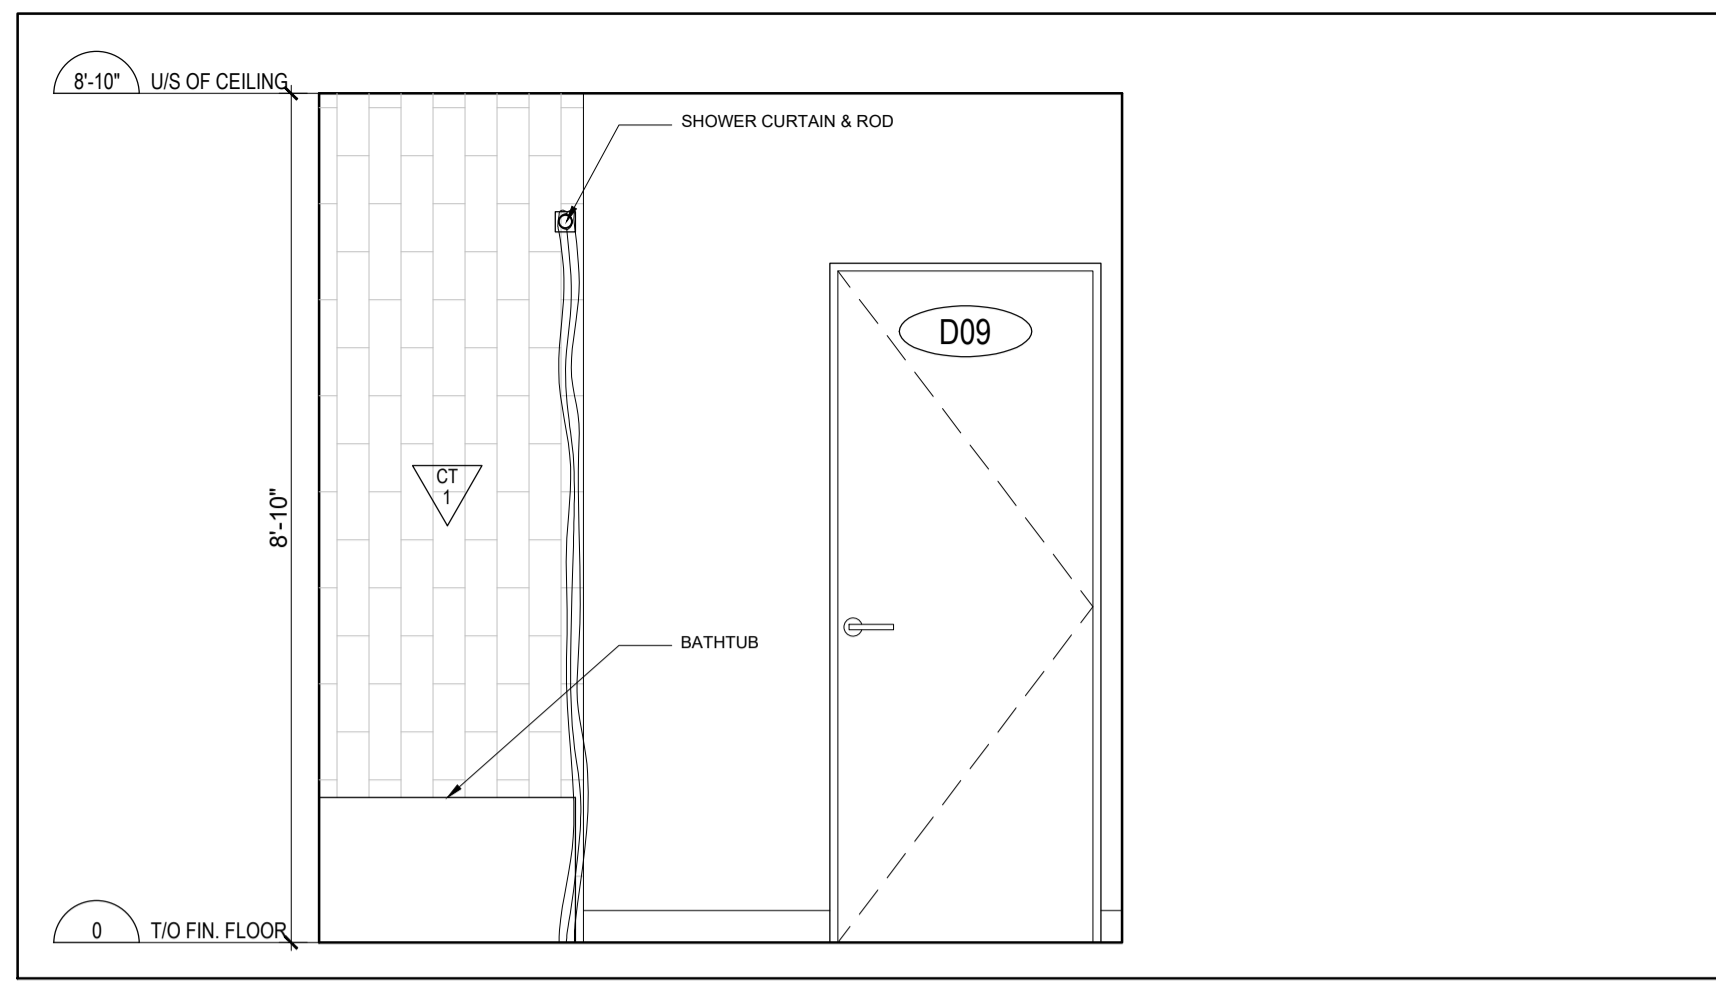 8'-10" U/S OF CEILING
SHOWER CURTAIN & ROD
D09
CT
1
8'-10"
BATHTUB
0 T/O FIN. FLOOR